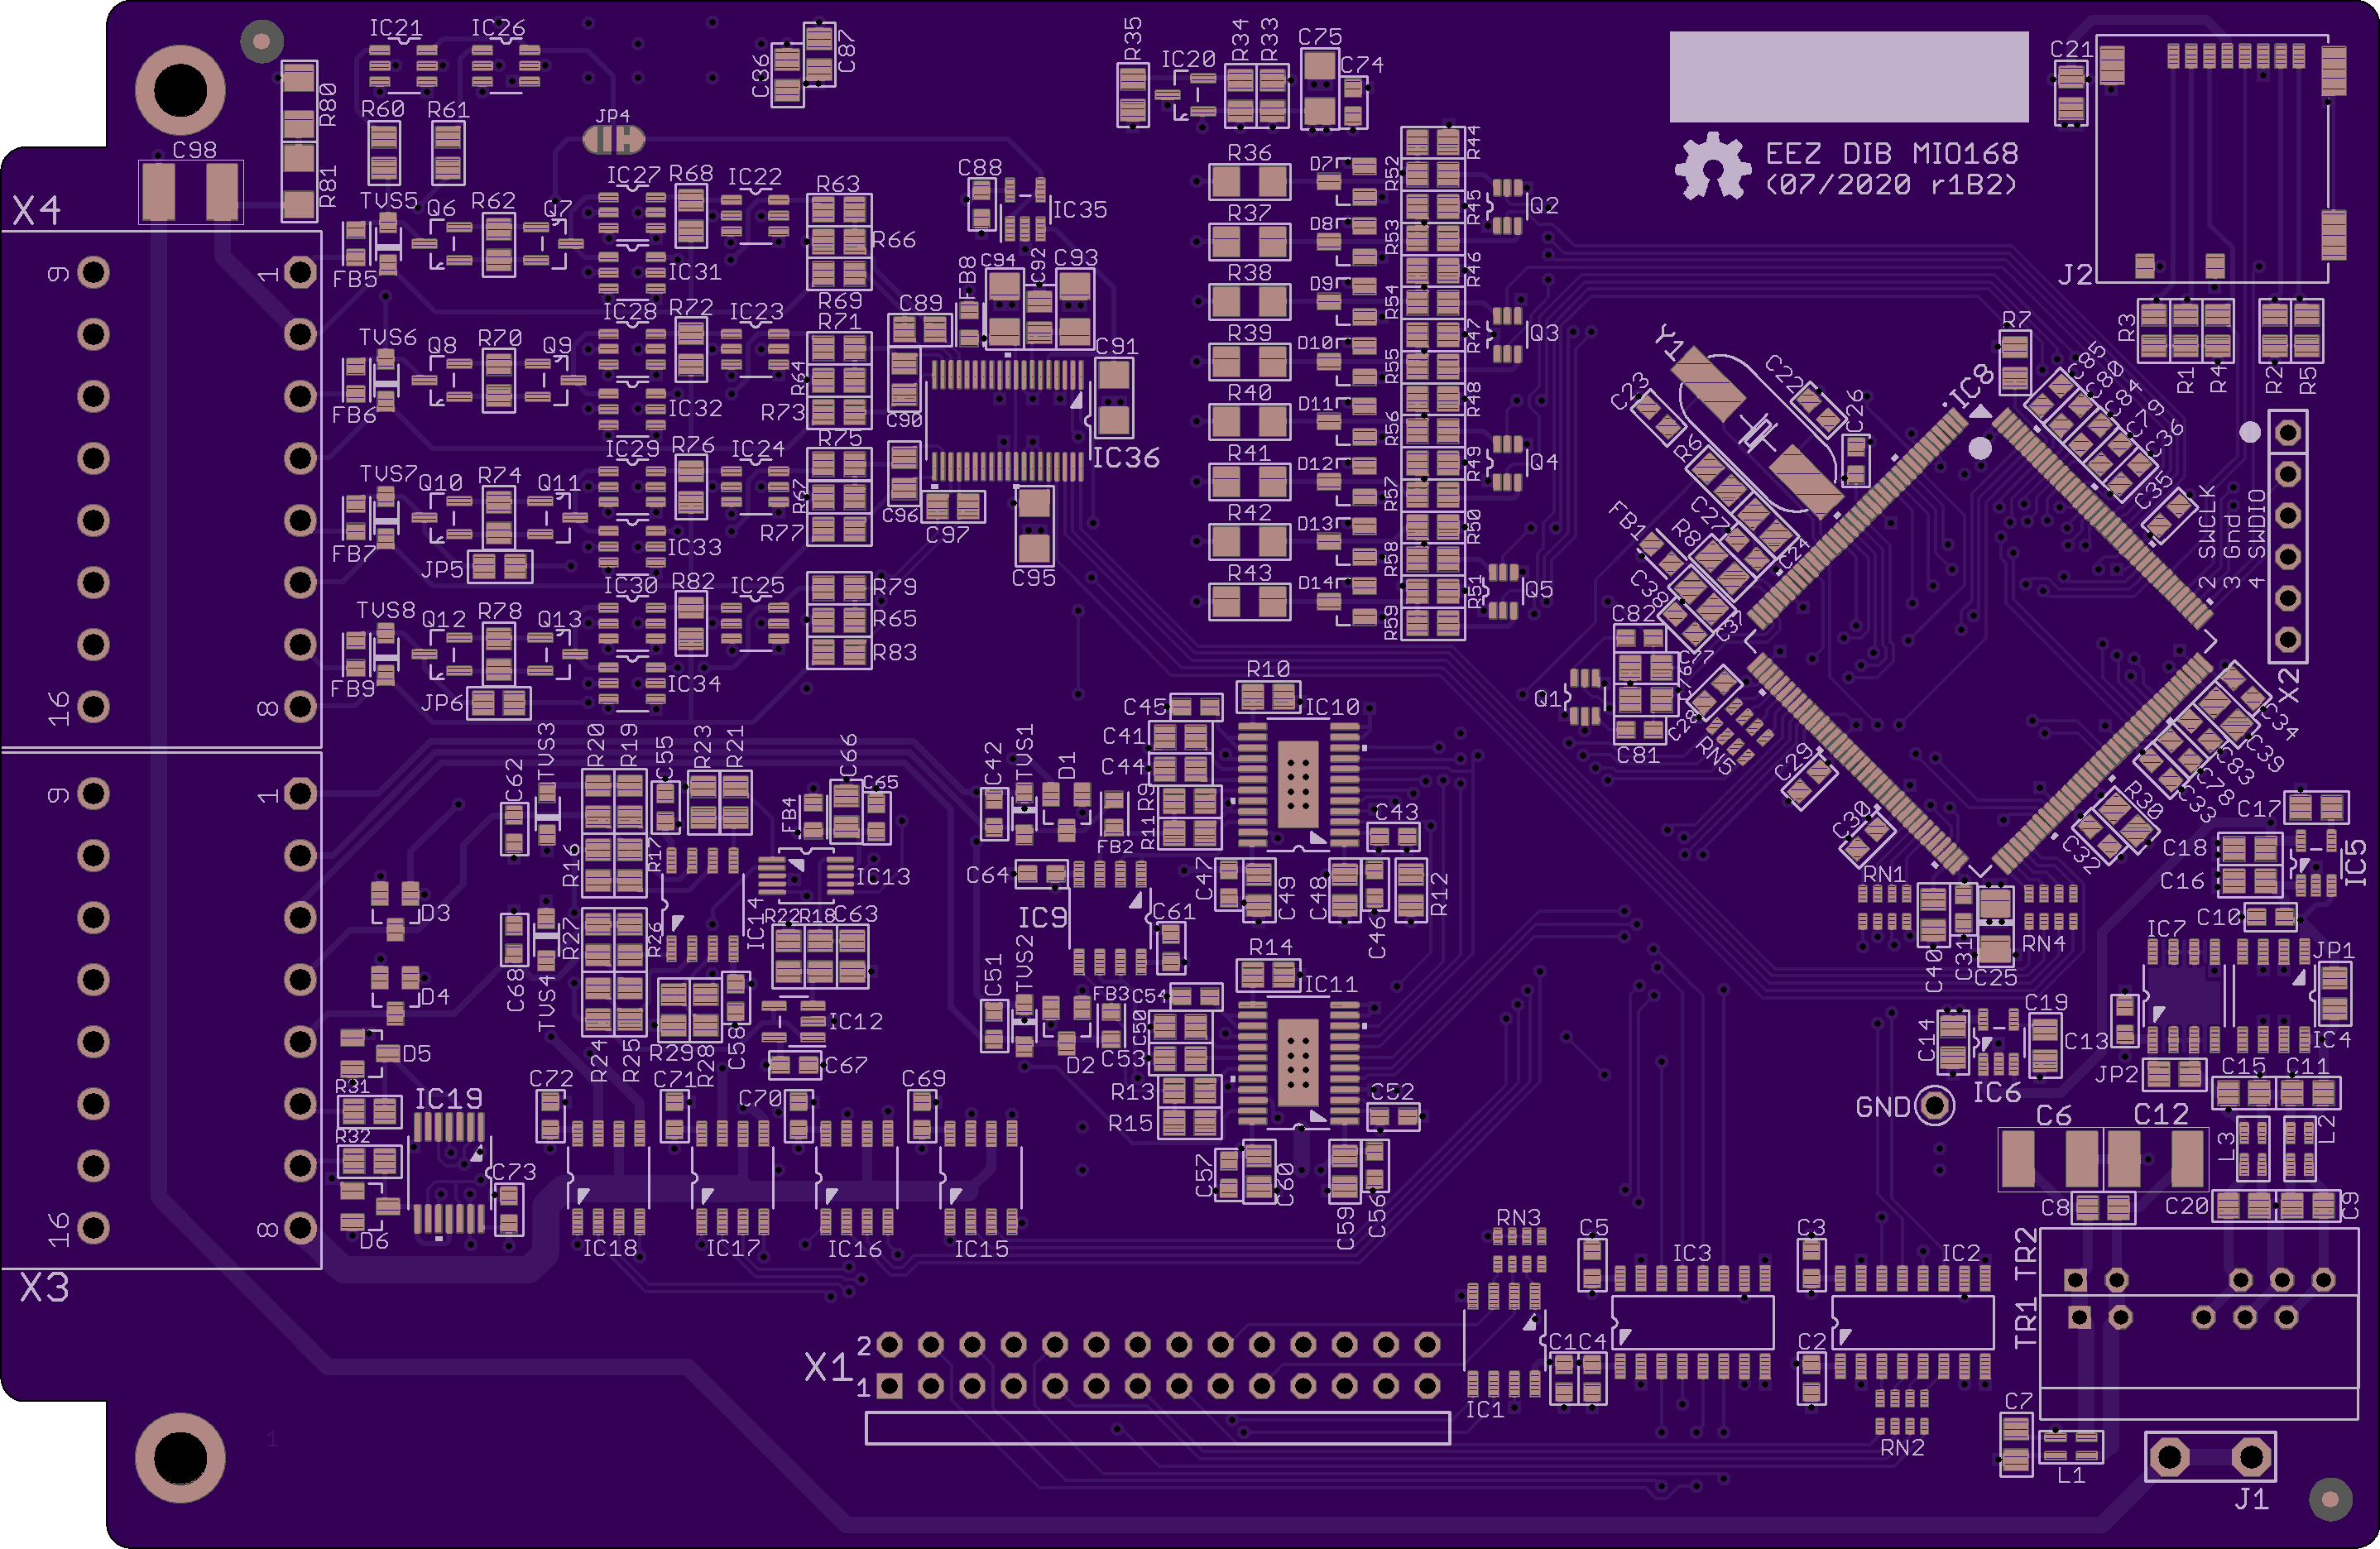 IC21 IC26
C86 C87
R35 IC20 R34 R33 C75 C74
C21
R80
R60 R61
JP4
EEZ DIB MIO168
(07/2020 r1B2)
C98
R81
X4
TVS5 Q6 R62 Q7
IC27 R68 IC22 R63
C88
R36 D7 R52 R44
IC35
R66
R37 D8 R53 R45 Q2
9 1
FB5
IC31
R69
J2
R38 D9 R54 R46
C89 FB8 C94 C92 C93
IC28 R72 IC23 R71
TVS6 Q8 R70 Q9
R39 D10 R55 R47 Q3
Y1
R7
R3 R1 R4 R2 R5
R64
C91
FB6
IC32
R73
C90
R40 D11 R56 R48
C23 C22 C26
IC8
C85 C80 C84 C79 C36 C35
IC36
R75
IC29 R76 IC24
TVS7 Q10 R74 Q11
R67
R41 D12 R57 R49 Q4
R6
C96 C97
R77
C95
FB7
IC33
R42 D13 R58 R50
FB1 R8 C27 C24
SWCLK
Gnd
SWDIO
2
3
4
JP5
IC30 R82 IC25
R79
R65
R83
R43 D14 R59 R51 Q5
C38 C37
TVS8 Q12 R78 Q13
FB9
IC34
C82
C77
C76
Q1
C81
C28
RN5
X2
16 8
JP6
R10
C45
IC10
C34 C39 C83 C78 C33
TVS3 R20 R19 C55 R23 R21 C66 C65
C42 TVS1 D1
C41
C44
C62
R9
R11
C43
FB4
FB2
C29
C30
R30
C32
C17
9 1
R16 R17
IC13
C64
C47 C49 C48 C46 R12
C18
C16
IC5
RN1
C40 C31 C25
RN4
C10
D3
R27 R26 IC14 R22 R18 C63
IC9
C61
R14
IC7
JP1
C68 TVS4
D4
C51 TVS2 FB3
C54
IC11
C50
C53
IC12
D2
C14 C19
C13
IC4
D5
R24 R25 R29 R28 C58
C67
IC6
JP2
C15 C11
R31
IC19
C72 C71 C70 C69
R13
R15
C52
GND
C6 C12
L3 L2
R32
C73
C57 C60 C59 C56
C8
C20 C9
16 8
D6
IC18 IC17 IC16 IC15
RN3
C5 IC3 C3 IC2
TR2
TR1
X3
X1
2
1
IC1
C1 C4
C2
RN2
C7
L1
J1
1